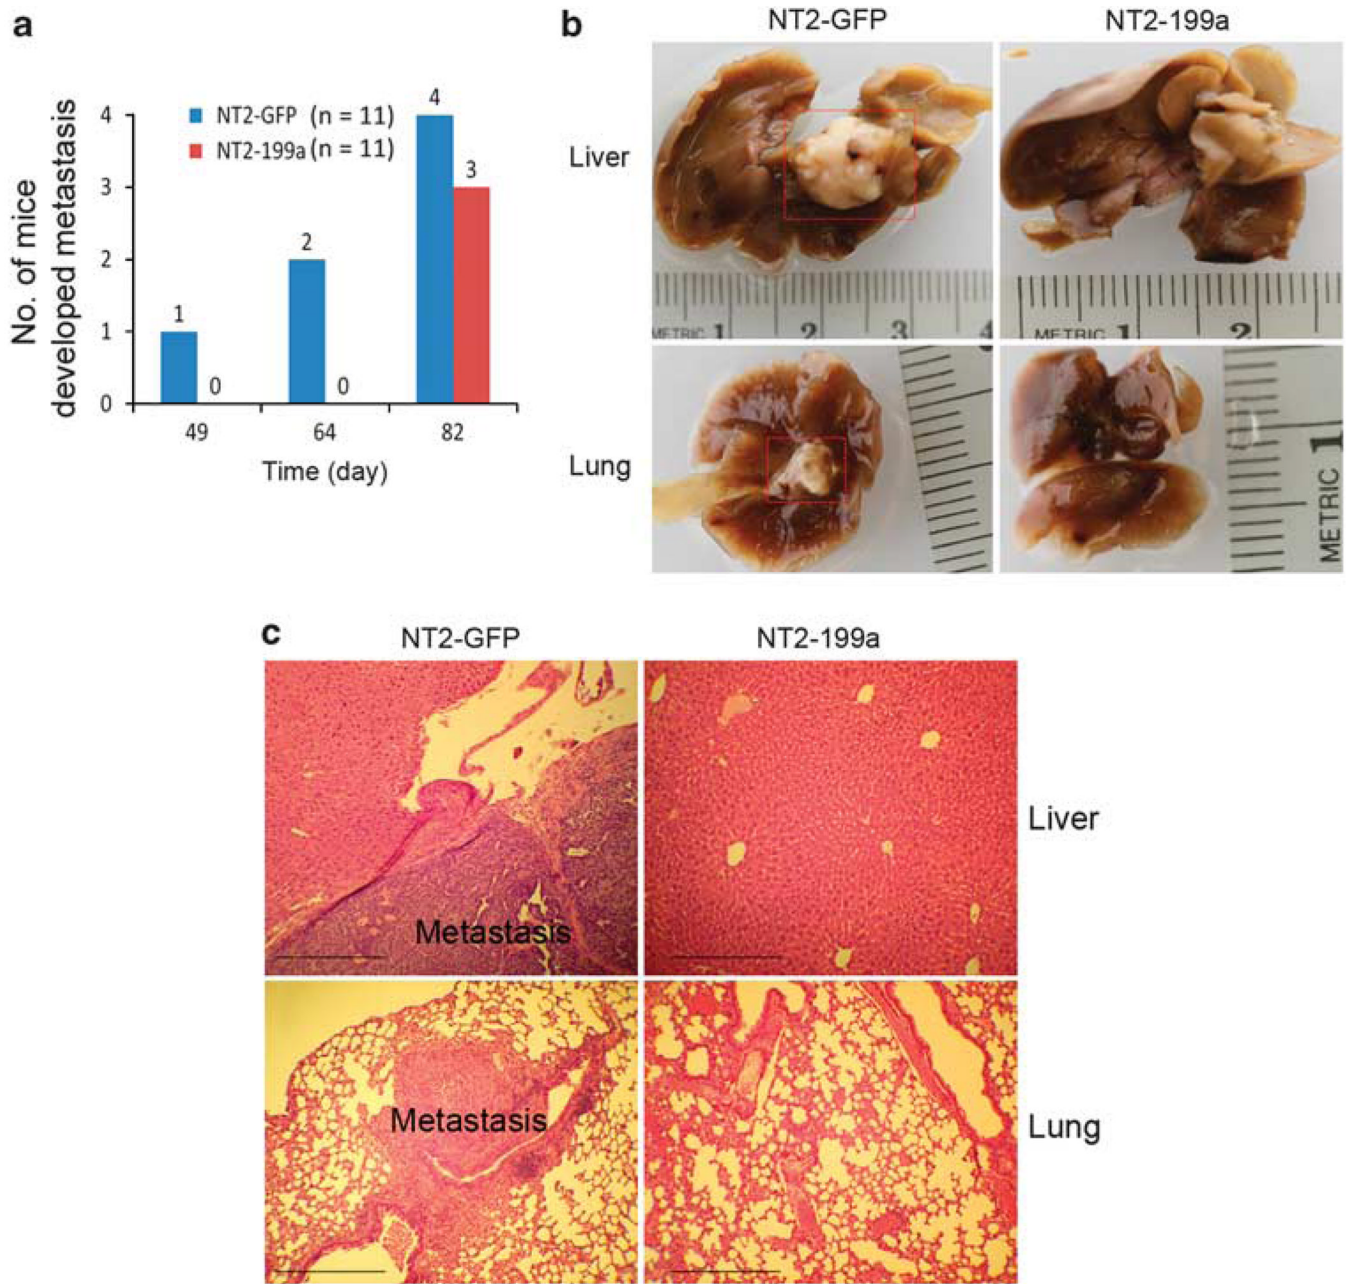 a
No. of mice
developed metastasis
4
3
2
1
0
NT2-GFP (n = 11)
NT2-199a (n = 11)
1
0
2
0
4
3
49
64
82
Time (day)
b
NT2-GFP
NT2-199a
Liver
METRIC 1
2
3
4
METRIC 1
2
Lung
METRIC 1
c
NT2-GFP
NT2-199a
Metastasis
Liver
Metastasis
Lung